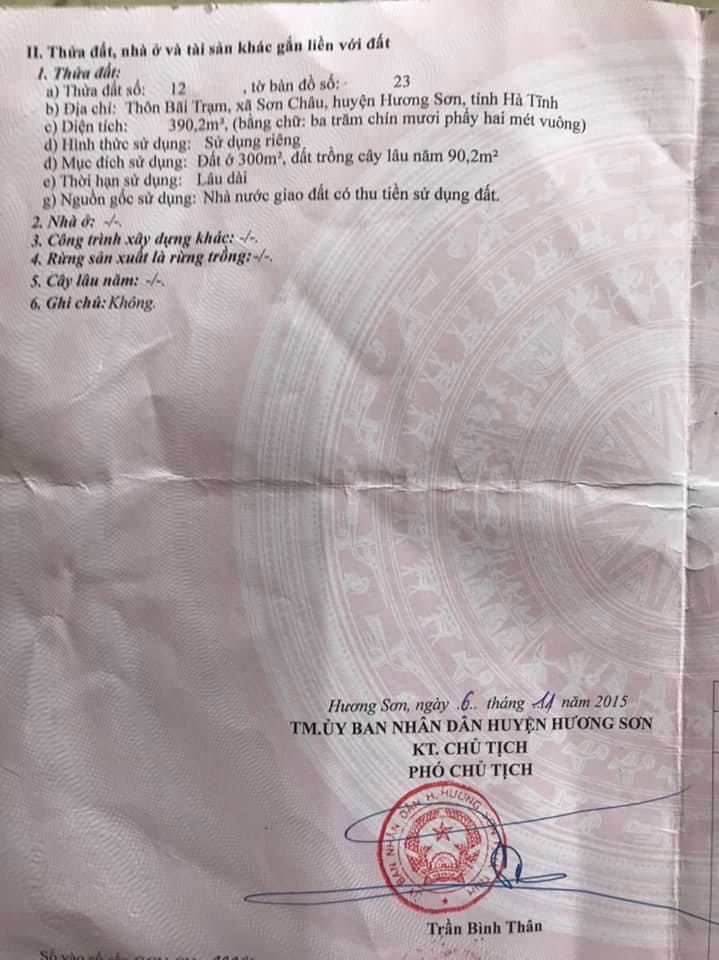 II. Thửa đất, nhà ở và tài sản khác gắn liền với đất
1. Thửa đất:
a) Thửa đất số: 12 , tờ bản đồ số: 23
b) Địa chỉ: Thôn Bãi Trạm, xã Sơn Châu, huyện Hương Sơn, tỉnh Hà Tĩnh
c) Diện tích: 390,2m², (bằng chữ: ba trăm chín mươi phẩy hai mét vuông)
d) Hình thức sử dụng: Sử dụng riêng
đ) Mục đích sử dụng: Đất ở 300m², đất trồng cây lâu năm 90,2m²
e) Thời hạn sử dụng: Lâu dài
g) Nguồn gốc sử dụng: Nhà nước giao đất có thu tiền sử dụng đất.
2. Nhà ở: -/-.
3. Công trình xây dựng khác: -/-.
4. Rừng sản xuất là rừng trồng: -/-.
5. Cây lâu năm: -/-.
6. Ghi chú: Không.
Hương Sơn, ngày .6.. tháng .11 năm 2015
TM.ỦY BAN NHÂN DÂN HUYỆN HƯƠNG SƠN
KT. CHỦ TỊCH
PHÓ CHỦ TỊCH
ỦY BAN NHÂN DÂN H. HƯƠNG SƠN
Trần Bình Thân